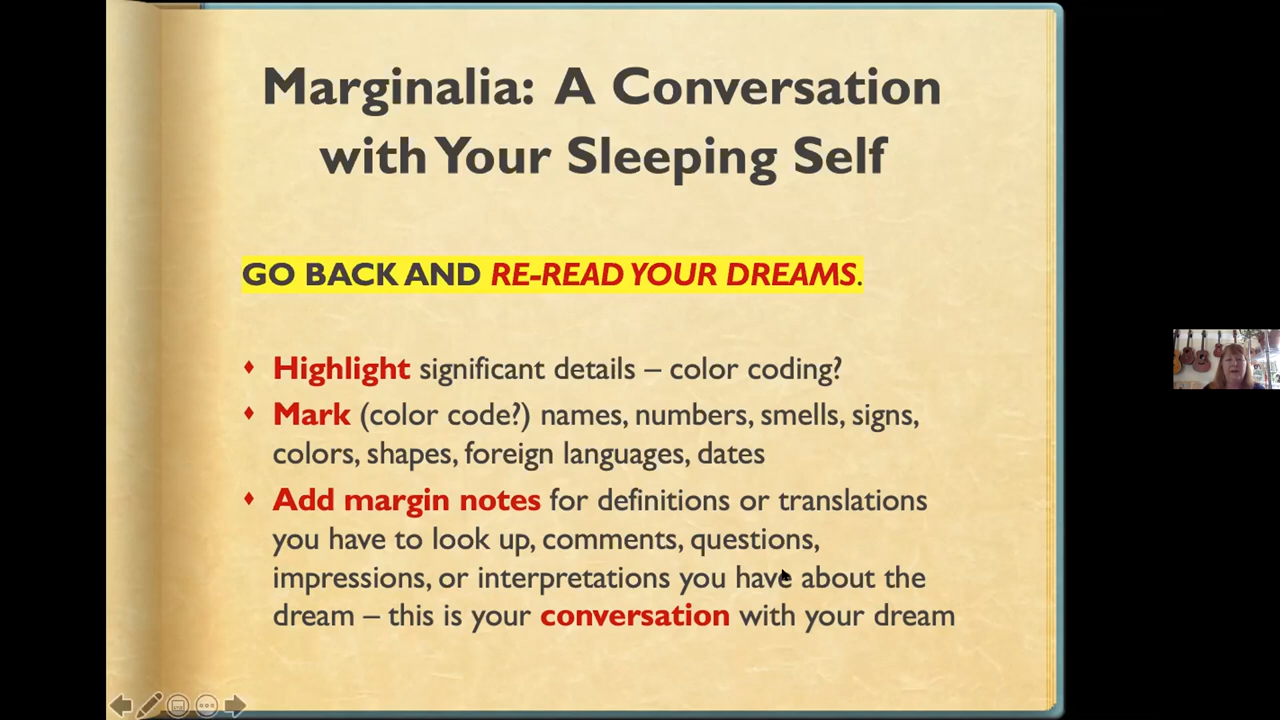 Marginalia: A Conversation
with Your Sleeping Self
GO BACK AND RE-READ YOUR DREAMS.
Highlight significant details – color coding?
Mark (color code?) names, numbers, smells, signs,
colors, shapes, foreign languages, dates
Add margin notes for definitions or translations
you have to look up, comments, questions,
impressions, or interpretations you have about the
dream – this is your conversation with your dream